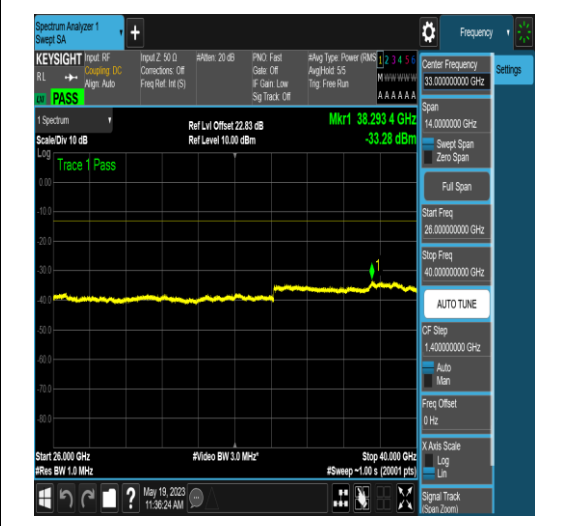 Spectrum Analyzer 1
Swept SA
Frequency
KEYSIGHT
RL
Input: RF
Coupling: DC
Align: Auto
Input Z: 50 Ω
Corrections: Off
Freq Ref: Int (S)
#Atten: 20 dB
PNO: Fast
Gate: Off
IF Gain: Low
Sig Track: Off
#Avg Type: Power (RMS
Avg|Hold: 5/5
Trig: Free Run
1 2 3 4 5 6
M W W W W W
A A A A A A
PASS
1 Spectrum
Scale/Div 10 dB
Ref Lvl Offset 22.83 dB
Ref Level 10.00 dBm
Mkr1 38.293 4 GHz
-33.28 dBm
Log
Trace 1 Pass
0.00
-10.0
-20.0
-30.0
-40.0
-50.0
-60.0
-70.0
-80.0
1
Start 26.000 GHz
#Res BW 1.0 MHz
#Video BW 3.0 MHz*
Stop 40.000 GHz
#Sweep ~1.00 s (20001 pts)
May 19, 2023
11:36:24 AM
Center Frequency
33.000000000 GHz
Settings
Span
14.0000000 GHz
Swept Span
Zero Span
Full Span
Start Freq
26.000000000 GHz
Stop Freq
40.000000000 GHz
AUTO TUNE
CF Step
1.400000000 GHz
Auto
Man
Freq Offset
0 Hz
X Axis Scale
Log
Lin
Signal Track
(Span Zoom)